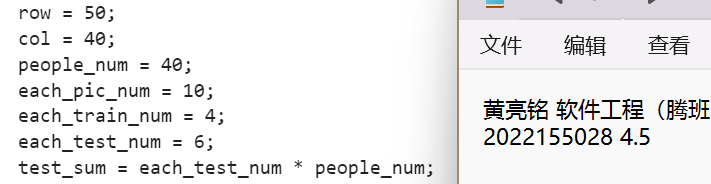 row = 50;
col = 40;
people_num = 40;
each_pic_num = 10;
each_train_num = 4;
each_test_num = 6;
test_sum = each_test_num * people_num;
文件 编辑 查看
黄亮铭 软件工程（腾班
2022155028 4.5